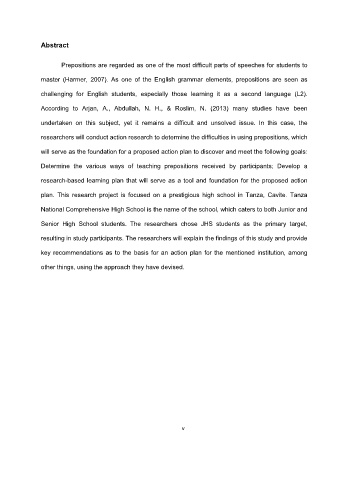 Abstract
Prepositions are regarded as one of the most difficult parts of speeches for students to
master (Harmer, 2007). As one of the English grammar elements, prepositions are seen as
challenging for English students, especially those learning it as a second language (L2).
According to Arjan, A., Abdullah, N. H., & Roslim, N. (2013) many studies have been
undertaken on this subject, yet it remains a difficult and unsolved issue. In this case, the
researchers will conduct action research to determine the difficulties in using prepositions, which
will serve as the foundation for a proposed action plan to discover and meet the following goals:
Determine the various ways of teaching prepositions received by participants; Develop a
research-based learning plan that will serve as a tool and foundation for the proposed action
plan. This research project is focused on a prestigious high school in Tanza, Cavite. Tanza
National Comprehensive High School is the name of the school, which caters to both Junior and
Senior High School students. The researchers chose JHS students as the primary target,
resulting in study participants. The researchers will explain the findings of this study and provide
key recommendations as to the basis for an action plan for the mentioned institution, among
other things, using the approach they have devised.
v